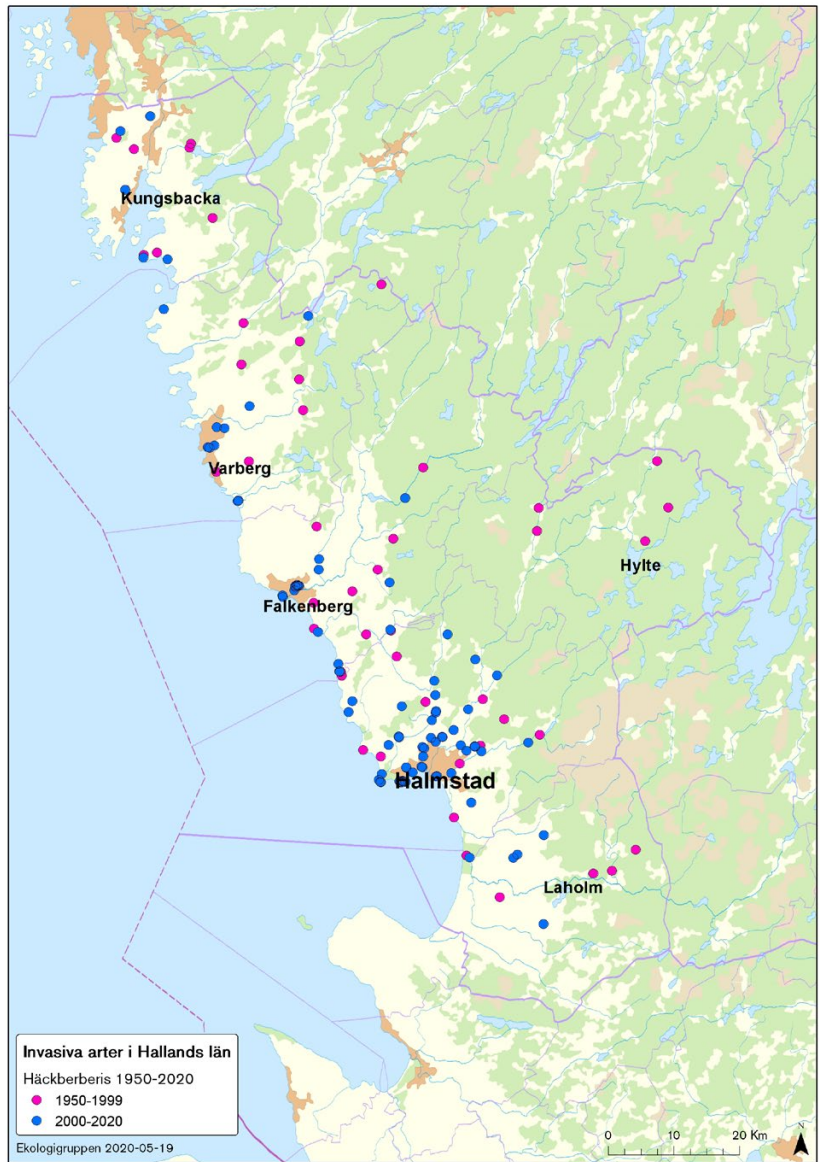 Kungsbacka
Varberg
Hylte
Falkenberg
Halmstad
Laholm
Invasiva arter i Hallands län
Häckberberis 1950-2020
1950-1999
2000-2020
Ekologigruppen 2020-05-19
0 10 20 Km
N